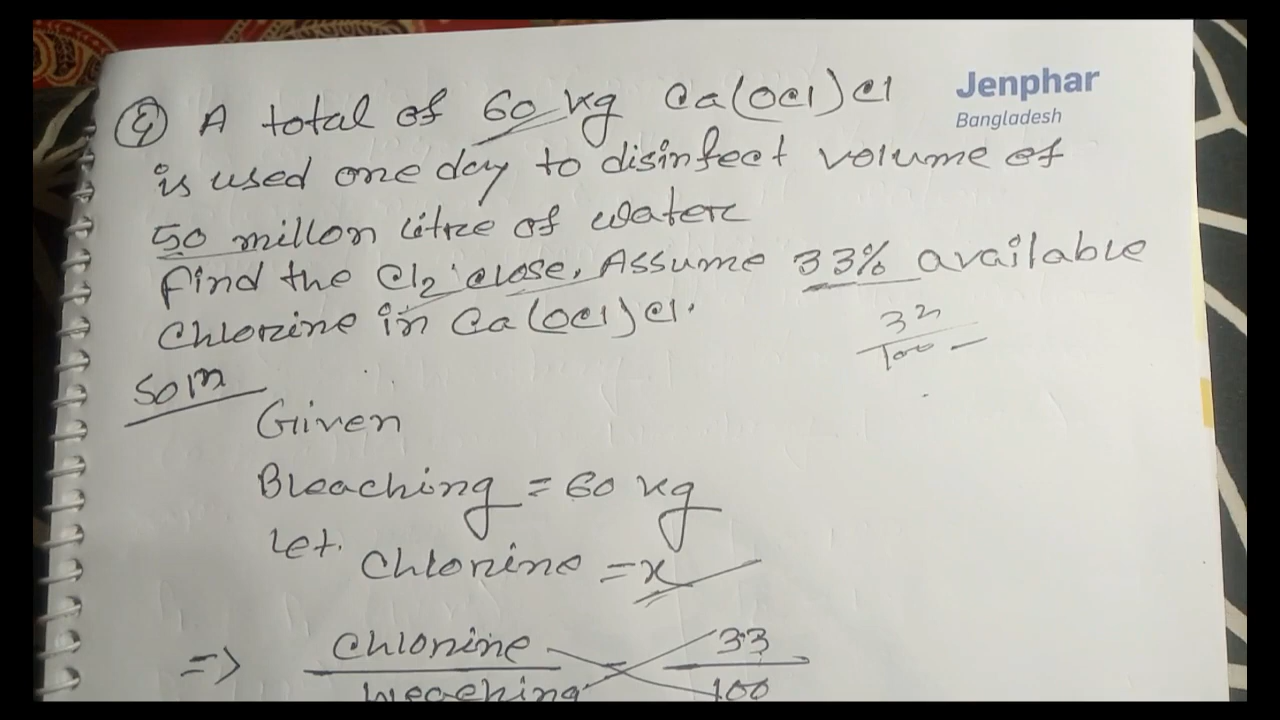 Jenphar
Bangladesh
④ A total of 60 kg Ca(OCl)Cl
is used one day to disinfect volume of
50 millon Litre of water
Find the Cl2 dose, Assume 33% available
Chlorine in Ca(OCl)Cl.
100
Soln
Given
Bleaching = 60 kg
Let.
Chlorine = x
=> Chlorine 33
bleaching 100